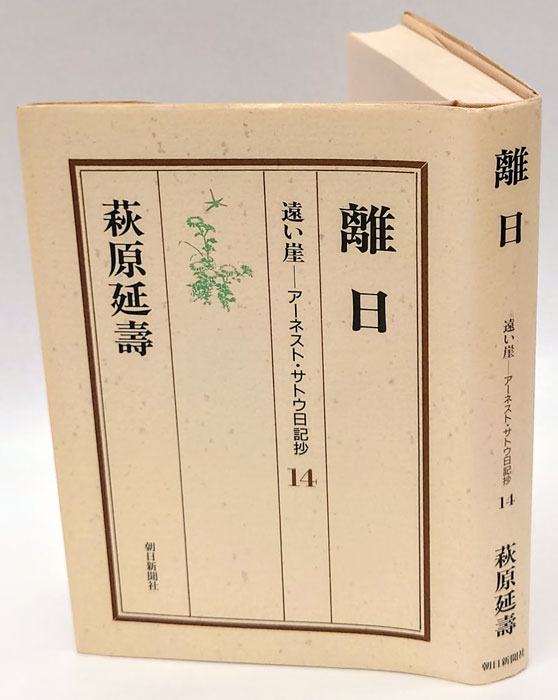 離日
遠い崖――アーネスト・サトウ日記抄
14
萩原延壽
朝日新聞社
離日
遠い崖――アーネスト・サトウ日記抄
14
萩原延壽
朝日新聞社